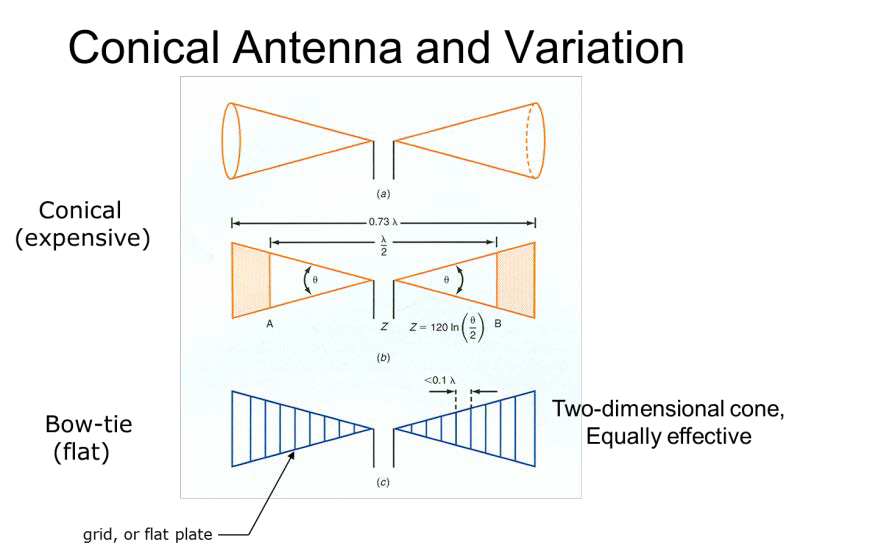 Conical Antenna and Variation
(a)
Conical
(expensive)
0.73 λ
λ
2
θ
θ
A
Z
Z = 120 ln (θ/2)
B
(b)
<0.1 λ
Bow-tie
(flat)
Two-dimensional cone,
Equally effective
(c)
grid, or flat plate